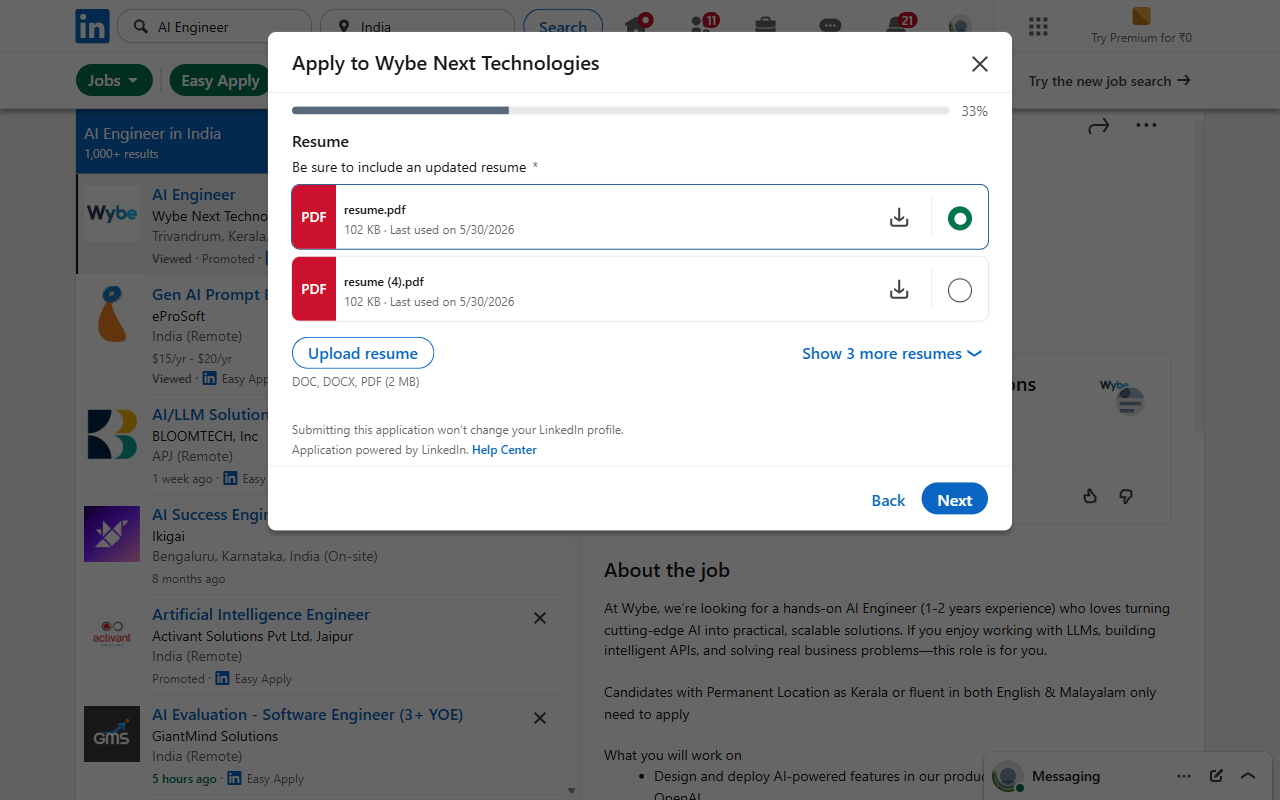 in
AI Engineer
India
Search
11
21
Try Premium for ₹0
Jobs
Easy Apply
Try the new job search →
AI Engineer in India
1,000+ results
Wybe
AI Engineer
Wybe Next Techno
Trivandrum, Kerala,
Viewed · Promoted ·
Gen AI Prompt E
eProSoft
India (Remote)
$15/yr - $20/yr
Viewed · in Easy App
AI/LLM Solution
BLOOMTECH, Inc
APJ (Remote)
1 week ago · in Easy
AI Success Engi
Ikigai
Bengaluru, Karnataka, India (On-site)
8 months ago
activant
Artificial Intelligence Engineer
Activant Solutions Pvt Ltd, Jaipur
India (Remote)
Promoted · in Easy Apply
GMS
AI Evaluation - Software Engineer (3+ YOE)
GiantMind Solutions
India (Remote)
5 hours ago · in Easy Apply
Apply to Wybe Next Technologies
33%
Resume
Be sure to include an updated resume *
PDF
resume.pdf
102 KB · Last used on 5/30/2026
PDF
resume (4).pdf
102 KB · Last used on 5/30/2026
Upload resume
Show 3 more resumes
DOC, DOCX, PDF (2 MB)
Submitting this application won’t change your LinkedIn profile.
Application powered by LinkedIn. Help Center
Back
Next
ons
Wybe
About the job
At Wybe, we’re looking for a hands-on AI Engineer (1-2 years experience) who loves turning
cutting-edge AI into practical, scalable solutions. If you enjoy working with LLMs, building
intelligent APIs, and solving real business problems—this role is for you.
Candidates with Permanent Location as Kerala or fluent in both English & Malayalam only
need to apply
What you will work on
• Design and deploy AI-powered features in our produc
OpenAI
Messaging